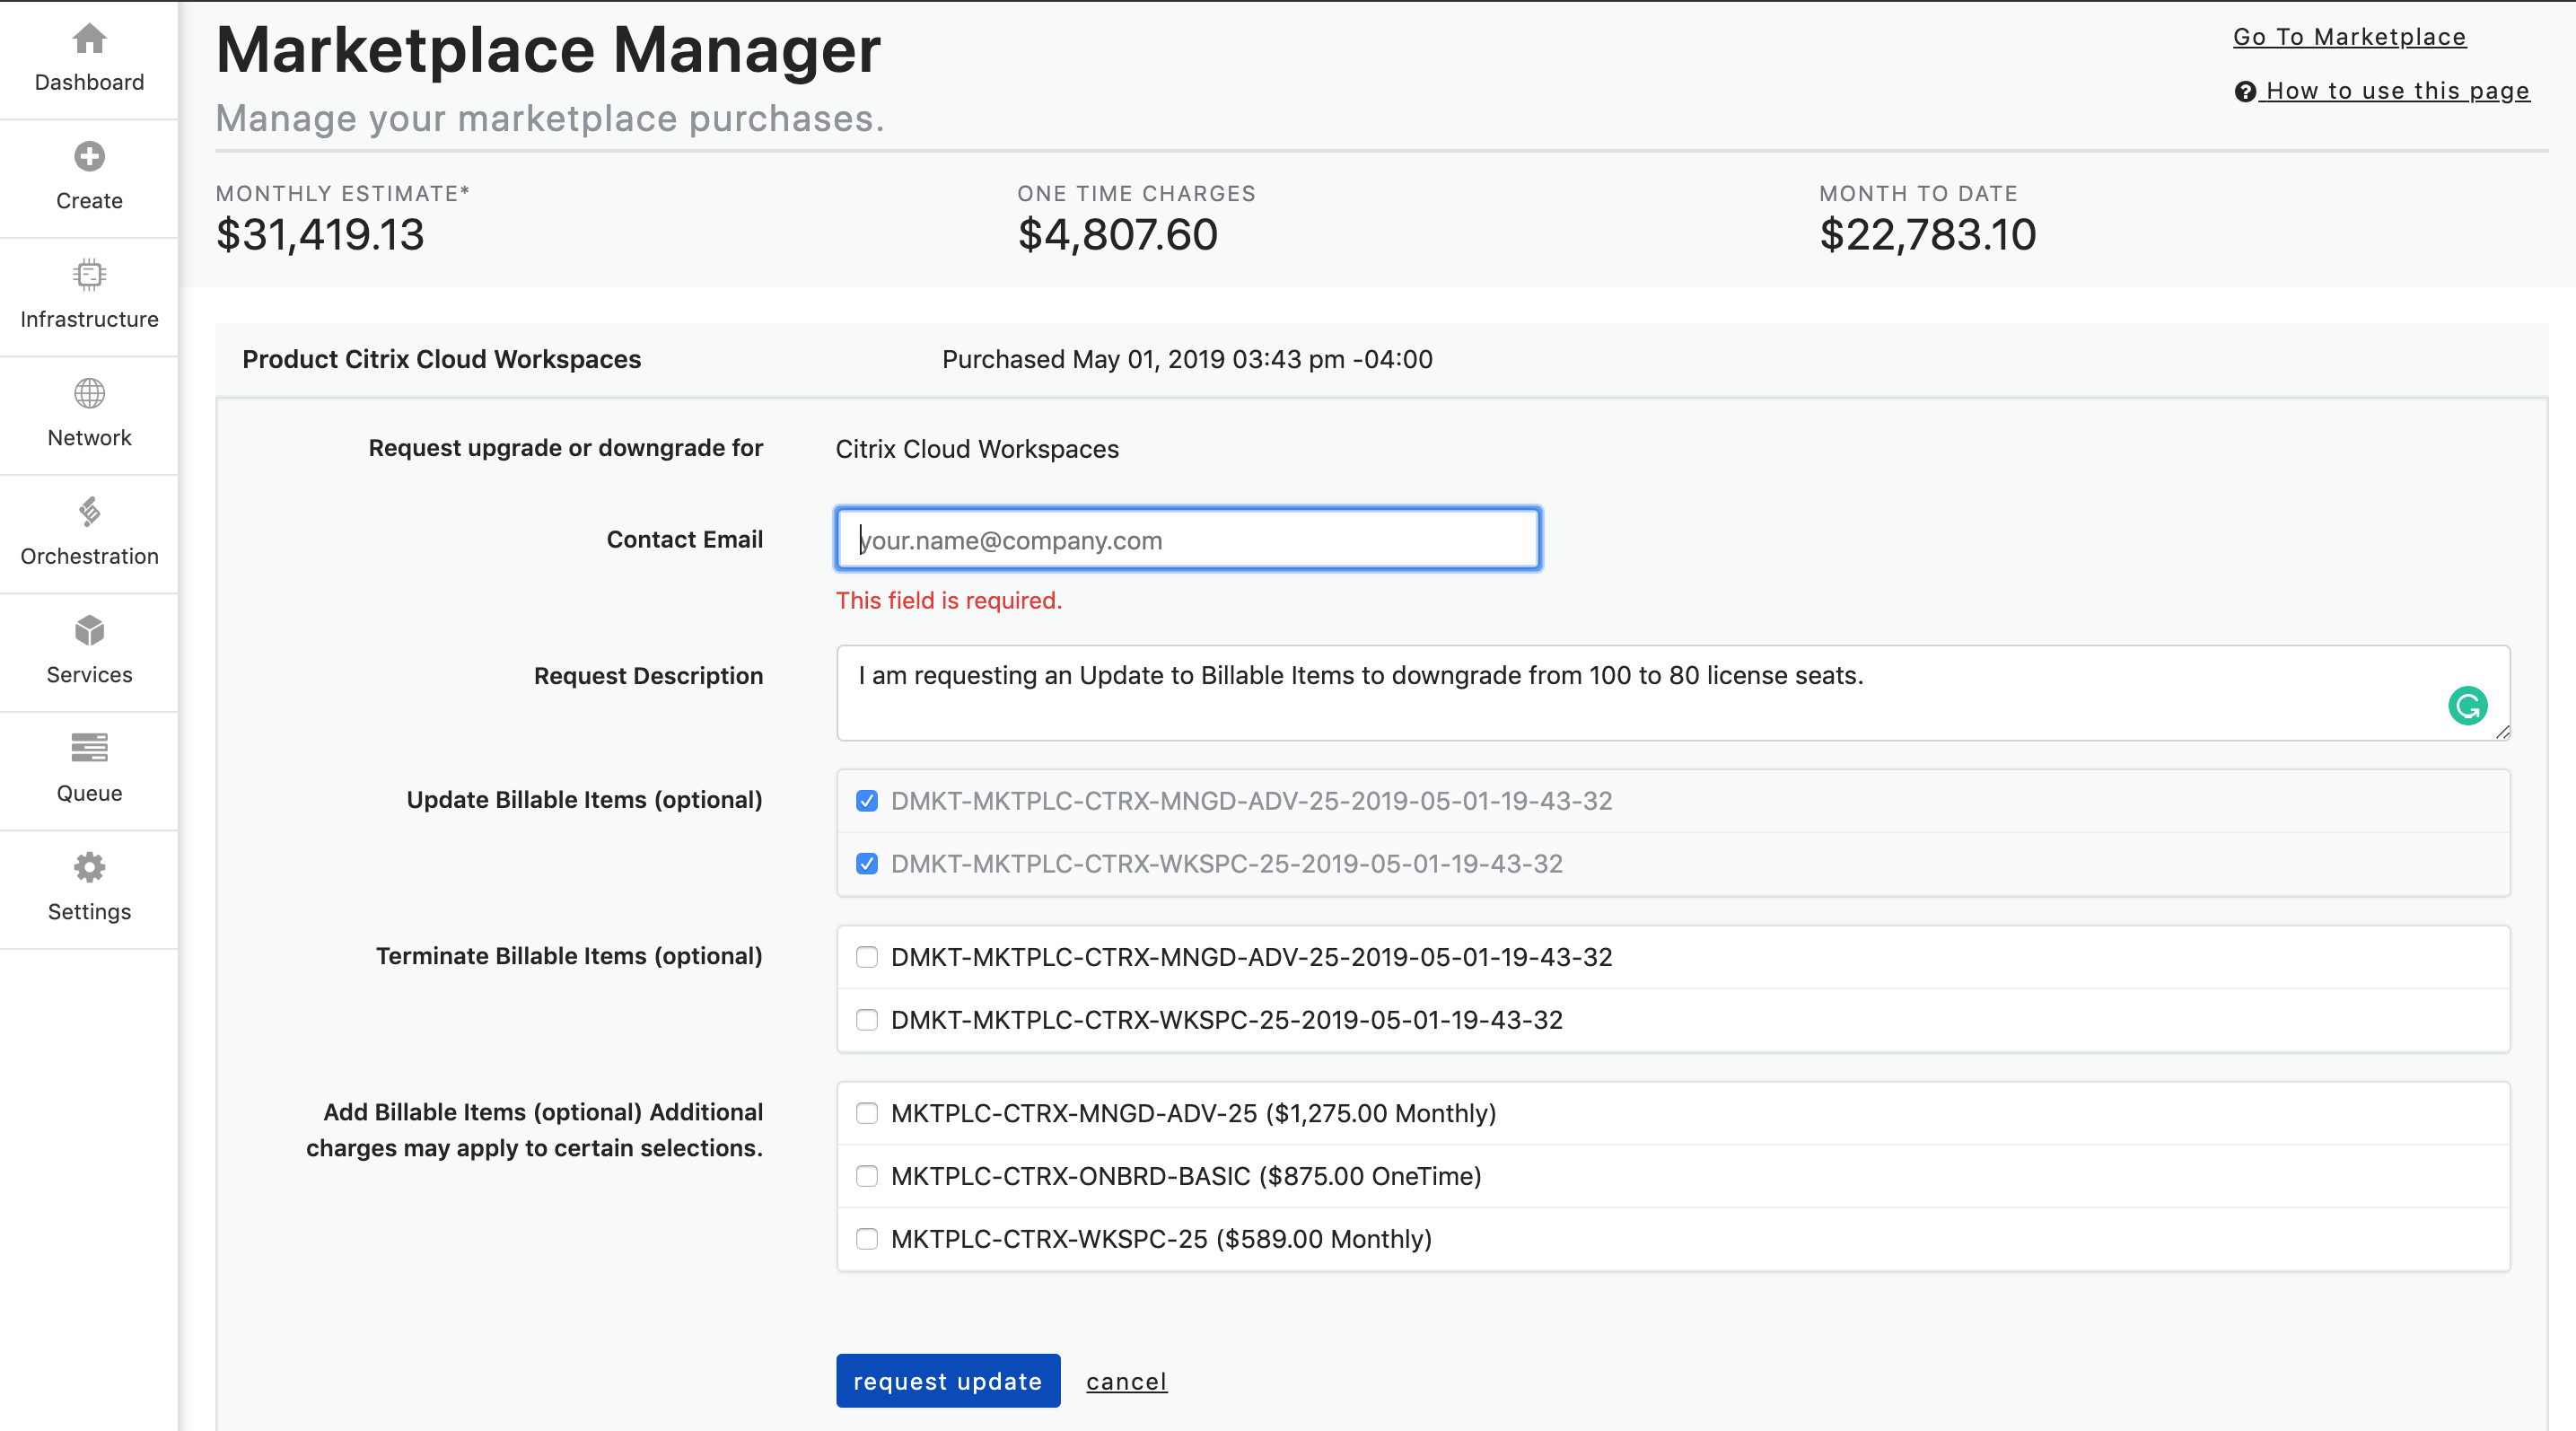 Dashboard
Create
Infrastructure
Network
Orchestration
Services
Queue
Settings
Marketplace Manager
Manage your marketplace purchases.
Go To Marketplace
How to use this page
MONTHLY ESTIMATE*
$31,419.13
ONE TIME CHARGES
$4,807.60
MONTH TO DATE
$22,783.10
Product Citrix Cloud Workspaces
Purchased May 01, 2019 03:43 pm -04:00
Request upgrade or downgrade for
Citrix Cloud Workspaces
Contact Email
your.name@company.com
This field is required.
Request Description
I am requesting an Update to Billable Items to downgrade from 100 to 80 license seats.
Update Billable Items (optional)
DMKT-MKTPLC-CTRX-MNGD-ADV-25-2019-05-01-19-43-32
DMKT-MKTPLC-CTRX-WKSPC-25-2019-05-01-19-43-32
Terminate Billable Items (optional)
DMKT-MKTPLC-CTRX-MNGD-ADV-25-2019-05-01-19-43-32
DMKT-MKTPLC-CTRX-WKSPC-25-2019-05-01-19-43-32
Add Billable Items (optional) Additional
charges may apply to certain selections.
MKTPLC-CTRX-MNGD-ADV-25 ($1,275.00 Monthly)
MKTPLC-CTRX-ONBRD-BASIC ($875.00 OneTime)
MKTPLC-CTRX-WKSPC-25 ($589.00 Monthly)
request update
cancel